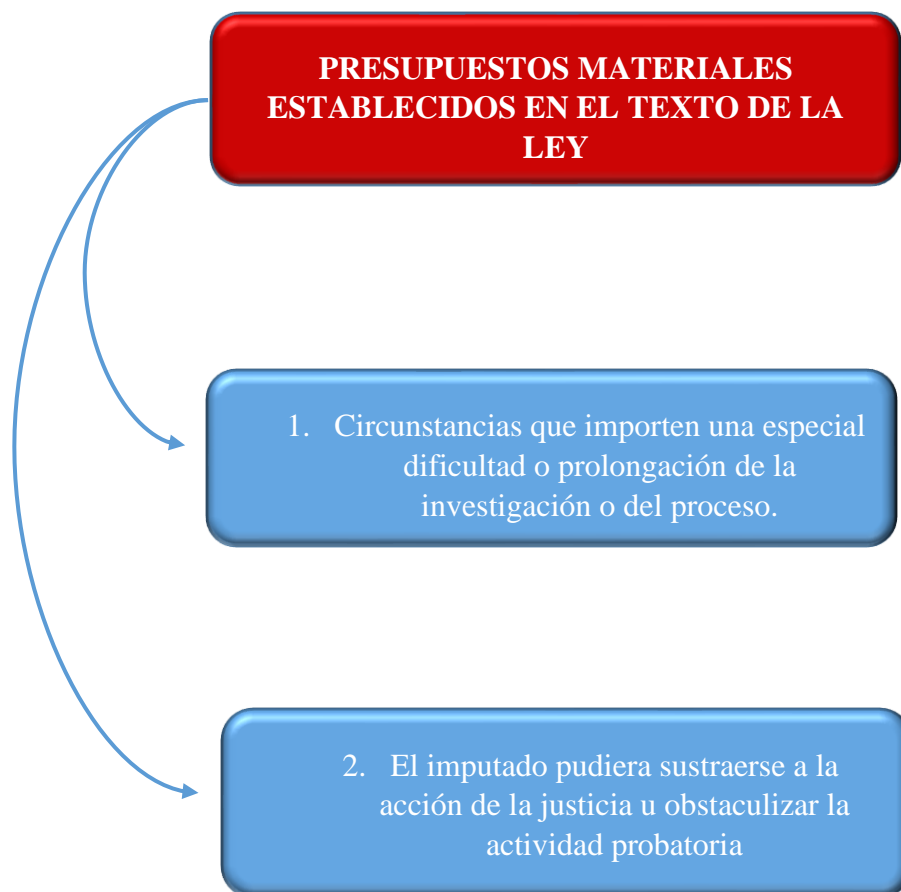 PRESUPUESTOS MATERIALES
ESTABLECIDOS EN EL TEXTO DE LA
LEY
1. Circunstancias que importen una especial
dificultad o prolongación de la
investigación o del proceso.
2. El imputado pudiera sustraerse a la
acción de la justicia u obstaculizar la
actividad probatoria